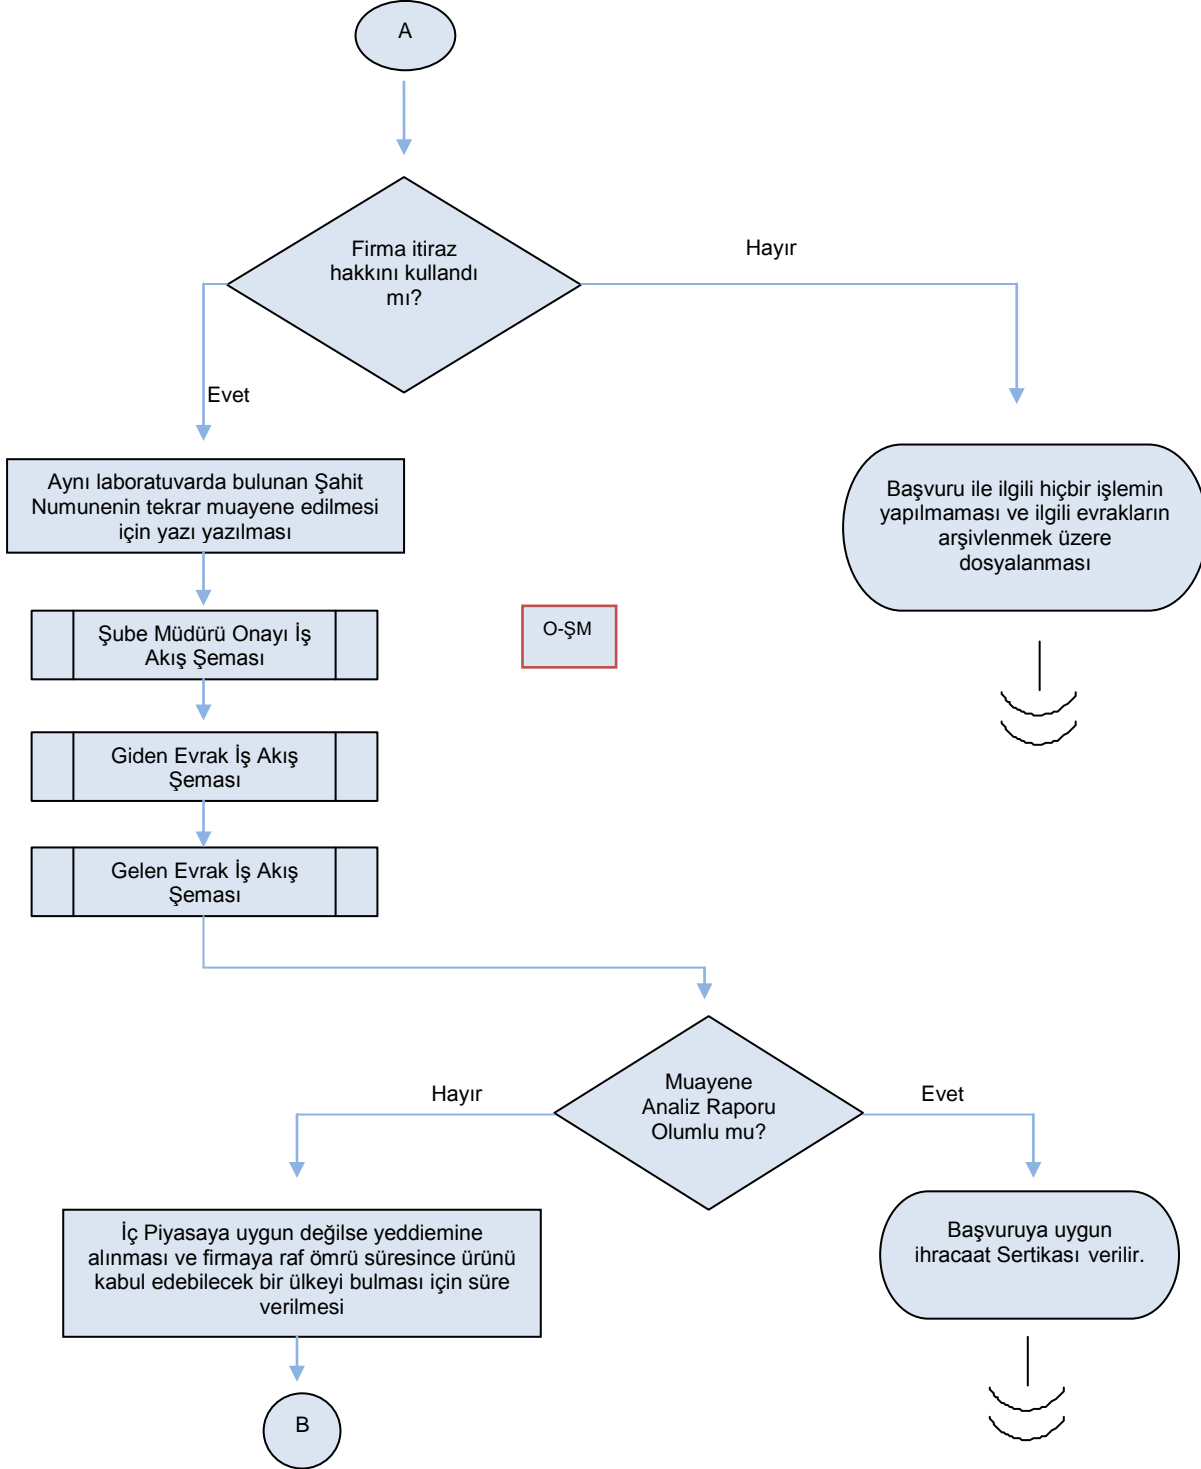 A
Firma itiraz
hakkını kullandı
mı?
Hayır
Evet
Aynı laboratuvarda bulunan Şahit
Numunenin tekrar muayene edilmesi
için yazı yazılması
Başvuru ile ilgili hiçbir işlemin
yapılmaması ve ilgili evrakların
arşivlenmek üzere
dosyalanması
Şube Müdürü Onayı İş
Akış Şeması
O-ŞM
Giden Evrak İş Akış
Şeması
Gelen Evrak İş Akış
Şeması
Muayene
Analiz Raporu
Olumlu mu?
Hayır
Evet
İç Piyasaya uygun değilse yeddiemine
alınması ve firmaya raf ömrü süresince ürünü
kabul edebilecek bir ülkeyi bulması için süre
verilmesi
Başvuruya uygun
ihracaat Sertikası verilir.
B